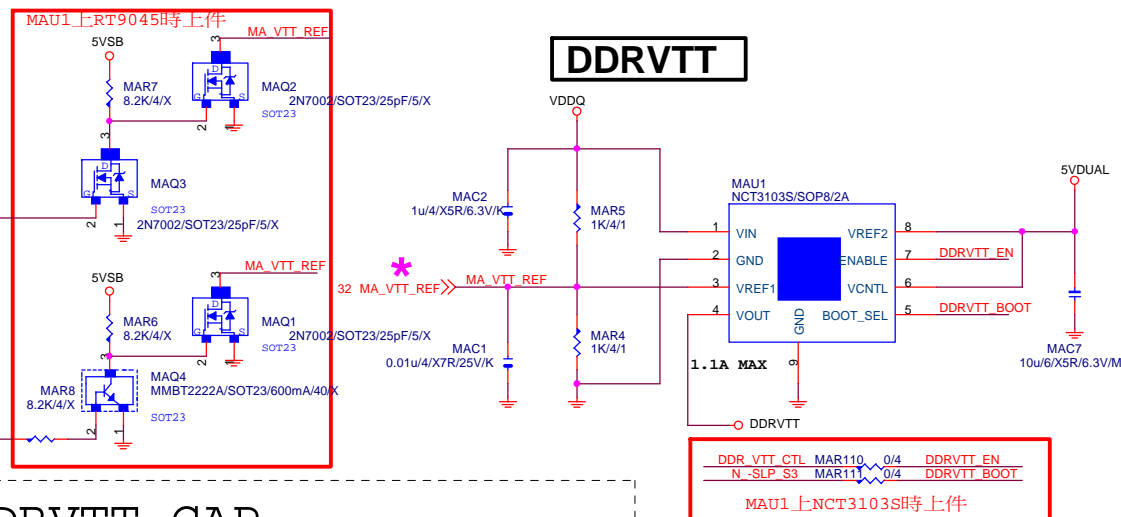 MAU1上RT9045時上件
5VSB
MAR7
8.2K/4/X
3
MA_VTT_REF
D
G
S
MAQ2
2N7002/SOT23/25pF/5/X
SOT23
2
1
3
D
G
S
MAQ3
SOT23
2N7002/SOT23/25pF/5/X
2
1
5VSB
MAR6
8.2K/4/X
3
MA_VTT_REF
D
G
S
MAQ1
2N7002/SOT23/25pF/5/X
SOT23
2
1
3
MAQ4
MMBT2222A/SOT23/600mA/40/X
SOT23
MAR8
8.2K/4/X
2
1
DDRVTT
VDDQ
MAC2
1u/4/X5R/6.3V/K
MAR5
1K/4/1
*
32 MA_VTT_REF
MA_VTT_REF
MAC1
0.01u/4/X7R/25V/K
MAR4
1K/4/1
MAU1
NCT3103S/SOP8/2A
1 VIN VREF2 8
2 GND ENABLE 7 DDRVTT_EN
3 VREF1 VCNTL 6
4 VOUT BOOT_SEL 5 DDRVTT_BOOT
GND
9
1.1A MAX
5VDUAL
MAC7
10u/6/X5R/6.3V/M
DDRVTT
DDR_VTT_CTL MAR110 0/4 DDRVTT_EN
N_-SLP_S3 MAR111 0/4 DDRVTT_BOOT
MAU1上NCT3103S時上件